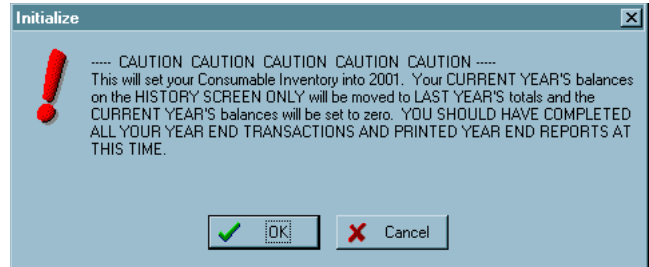 Initialize
----- CAUTION  CAUTION  CAUTION  CAUTION  CAUTION -----
This will set your Consumable Inventory into 2001.  Your CURRENT YEAR'S balances
on the HISTORY SCREEN ONLY will be moved to LAST YEAR'S totals and the
CURRENT YEAR'S balances will be set to zero.  YOU SHOULD HAVE COMPLETED
ALL YOUR YEAR END TRANSACTIONS AND PRINTED YEAR END REPORTS AT
THIS TIME.
OK Cancel